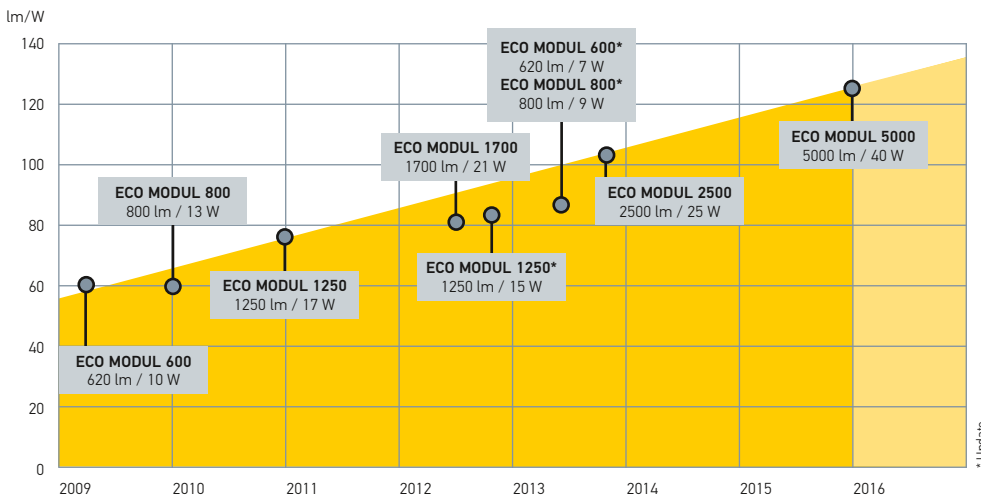 lm/W
140
120
100
80
60
40
20
0
ECO MODUL 600
620 lm / 10 W
ECO MODUL 800
800 lm / 13 W
ECO MODUL 1250
1250 lm / 17 W
ECO MODUL 1700
1700 lm / 21 W
ECO MODUL 1250*
1250 lm / 15 W
ECO MODUL 600*
620 lm / 7 W
ECO MODUL 800*
800 lm / 9 W
ECO MODUL 2500
2500 lm / 25 W
ECO MODUL 5000
5000 lm / 40 W
2009 2010 2011 2012 2013 2014 2015 2016
* Update